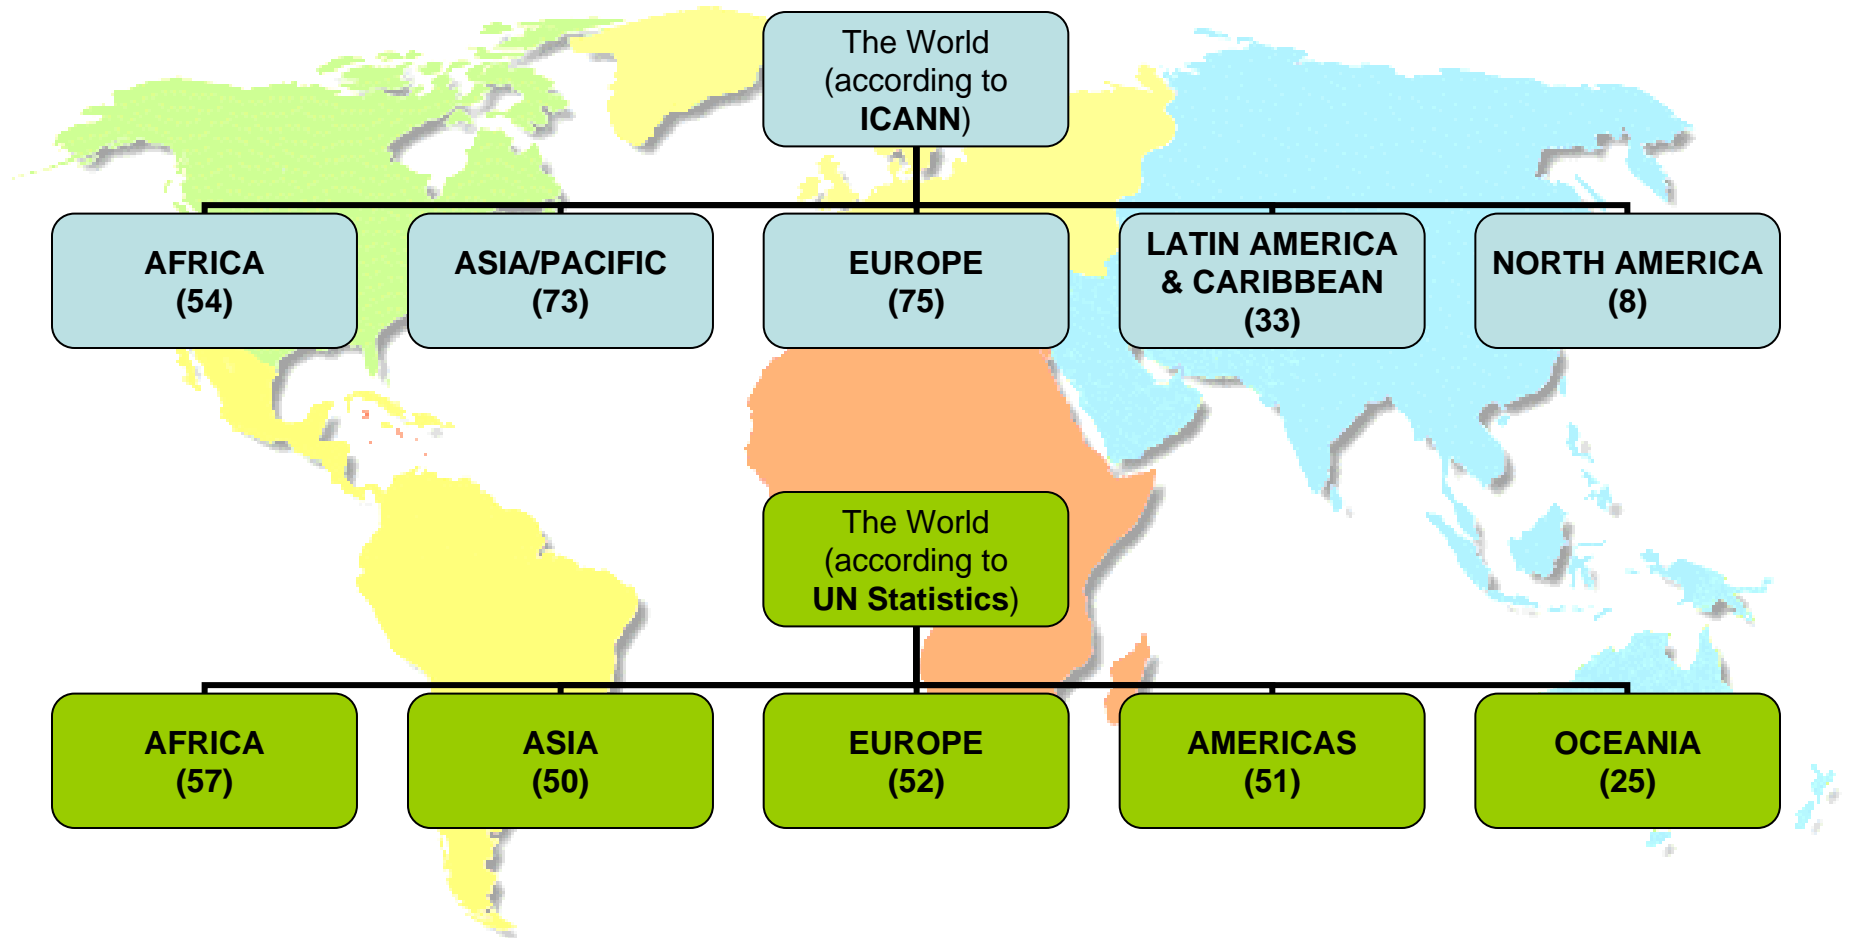 The World
(according to
ICANN)
AFRICA
(54)
ASIA/PACIFIC
(73)
EUROPE
(75)
LATIN AMERICA
& CARIBBEAN
(33)
NORTH AMERICA
(8)
The World
(according to
UN Statistics)
AFRICA
(57)
ASIA
(50)
EUROPE
(52)
AMERICAS
(51)
OCEANIA
(25)